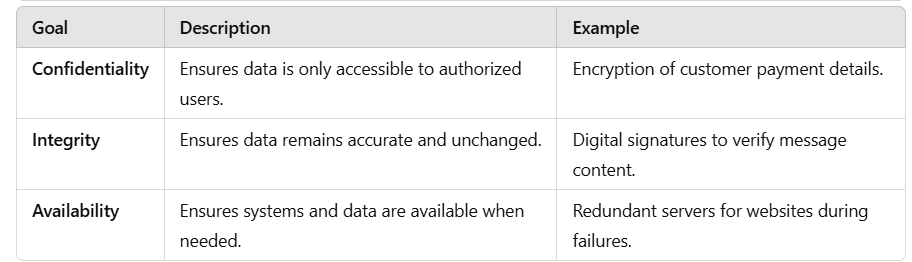 Goal Description Example
Confidentiality Ensures data is only accessible to authorized users. Encryption of customer payment details.
Integrity Ensures data remains accurate and unchanged. Digital signatures to verify message content.
Availability Ensures systems and data are available when needed. Redundant servers for websites during failures.